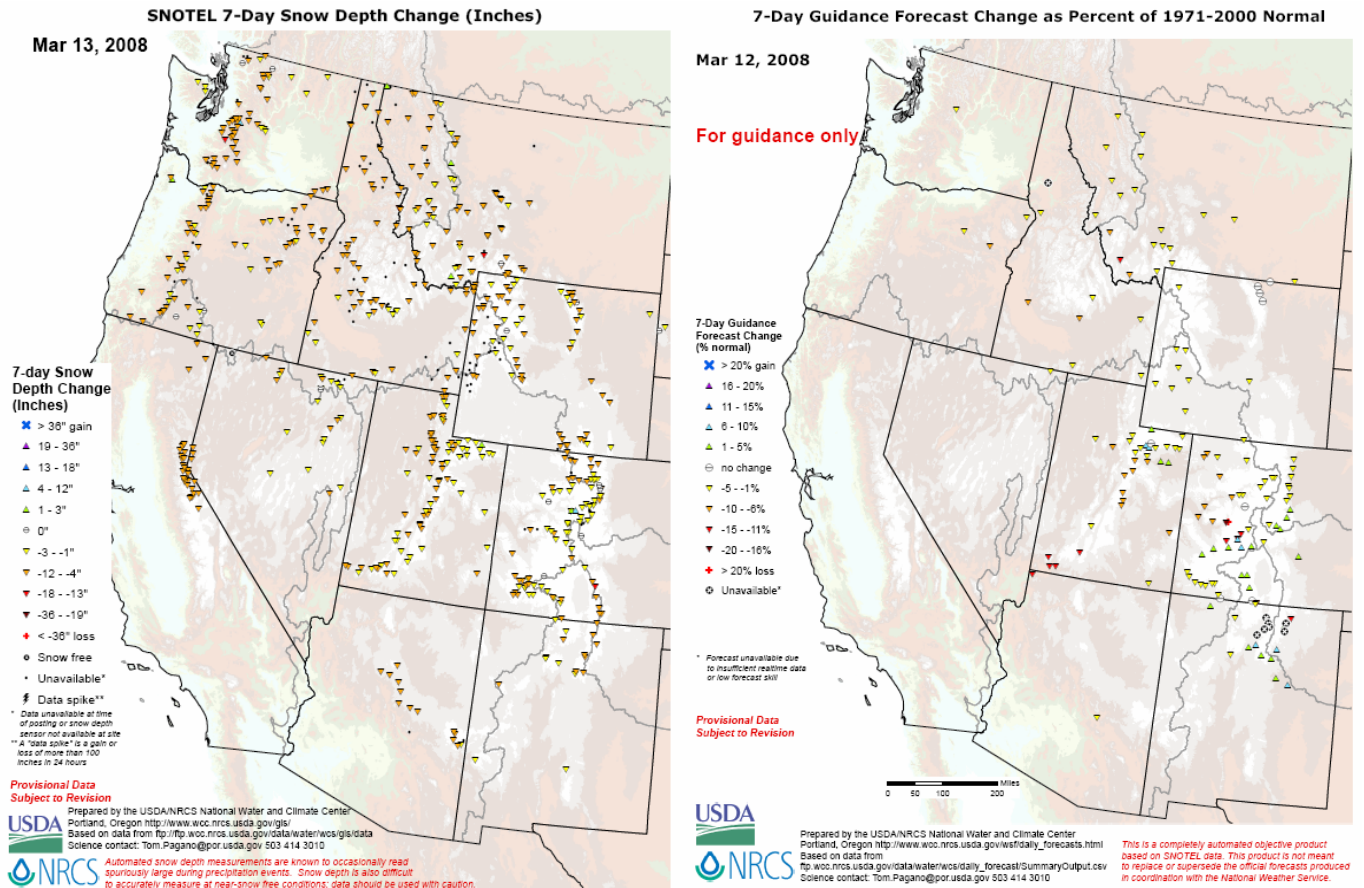 SNOTEL 7-Day Snow Depth Change (Inches)
Mar 13, 2008
7-day Snow
Depth Change
(Inches)
> 36" gain
19 - 36"
13 - 18"
4 - 12"
1 - 3"
0"
-3 - -1"
-12 - -4"
-18 - -13"
-36 - -19"
< -36" loss
Snow free
Unavailable*
Data spike**
* Data unavailable at time
of posting or snow depth
sensor not available at site
** A "data spike" is a gain or
loss of more than 100
inches in 24 hours
Provisional Data
Subject to Revision
USDA
NRCS
Prepared by the USDA/NRCS National Water and Climate Center
Portland, Oregon http://www.wcc.nrcs.usda.gov/gis/
Based on data from ftp://ftp.wcc.nrcs.usda.gov/data/water/wcs/gis/data
Science contact: Tom.Pagano@por.usda.gov 503 414 3010
Automated snow depth measurements are known to occasionally read
spuriously large during precipitation events. Snow depth is also difficult
to accurately measure at near-snow free conditions; data should be used with caution.
7-Day Guidance Forecast Change as Percent of 1971-2000 Normal
Mar 12, 2008
For guidance only
7-Day Guidance
Forecast Change
(% normal)
> 20% gain
16 - 20%
11 - 15%
6 - 10%
1 - 5%
no change
-5 - -1%
-10 - -6%
-15 - -11%
-20 - -16%
> 20% loss
Unavailable*
* Forecast unavailable due
to insufficient realtime data
or low forecast skill
Provisional Data
Subject to Revision
Miles
0 50 100 200
USDA
NRCS
Prepared by the USDA/NRCS National Water and Climate Center
Portland, Oregon http://www.wcc.nrcs.usda.gov/wsf/daily_forecasts.html
Based on data from
ftp.wcc.nrcs.usda.gov/data/water/wcs/daily_forecast/SummaryOutput.csv
Science contact: Tom.Pagano@por.usda.gov 503 414 3010
This is a completely automated objective product
based on SNOTEL data. This product is not meant
to replace or supersede the official forecasts produced
in coordination with the National Weather Service.